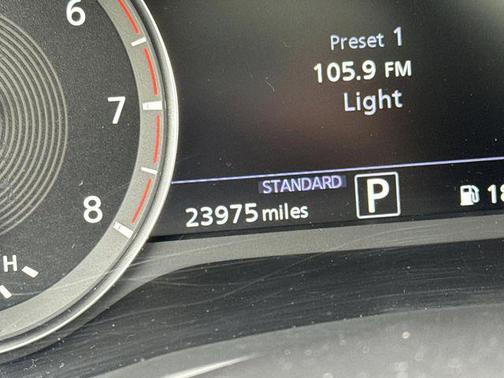 6
7
8
H
Preset 1
105.9 FM
Light
STANDARD
23975 miles
P